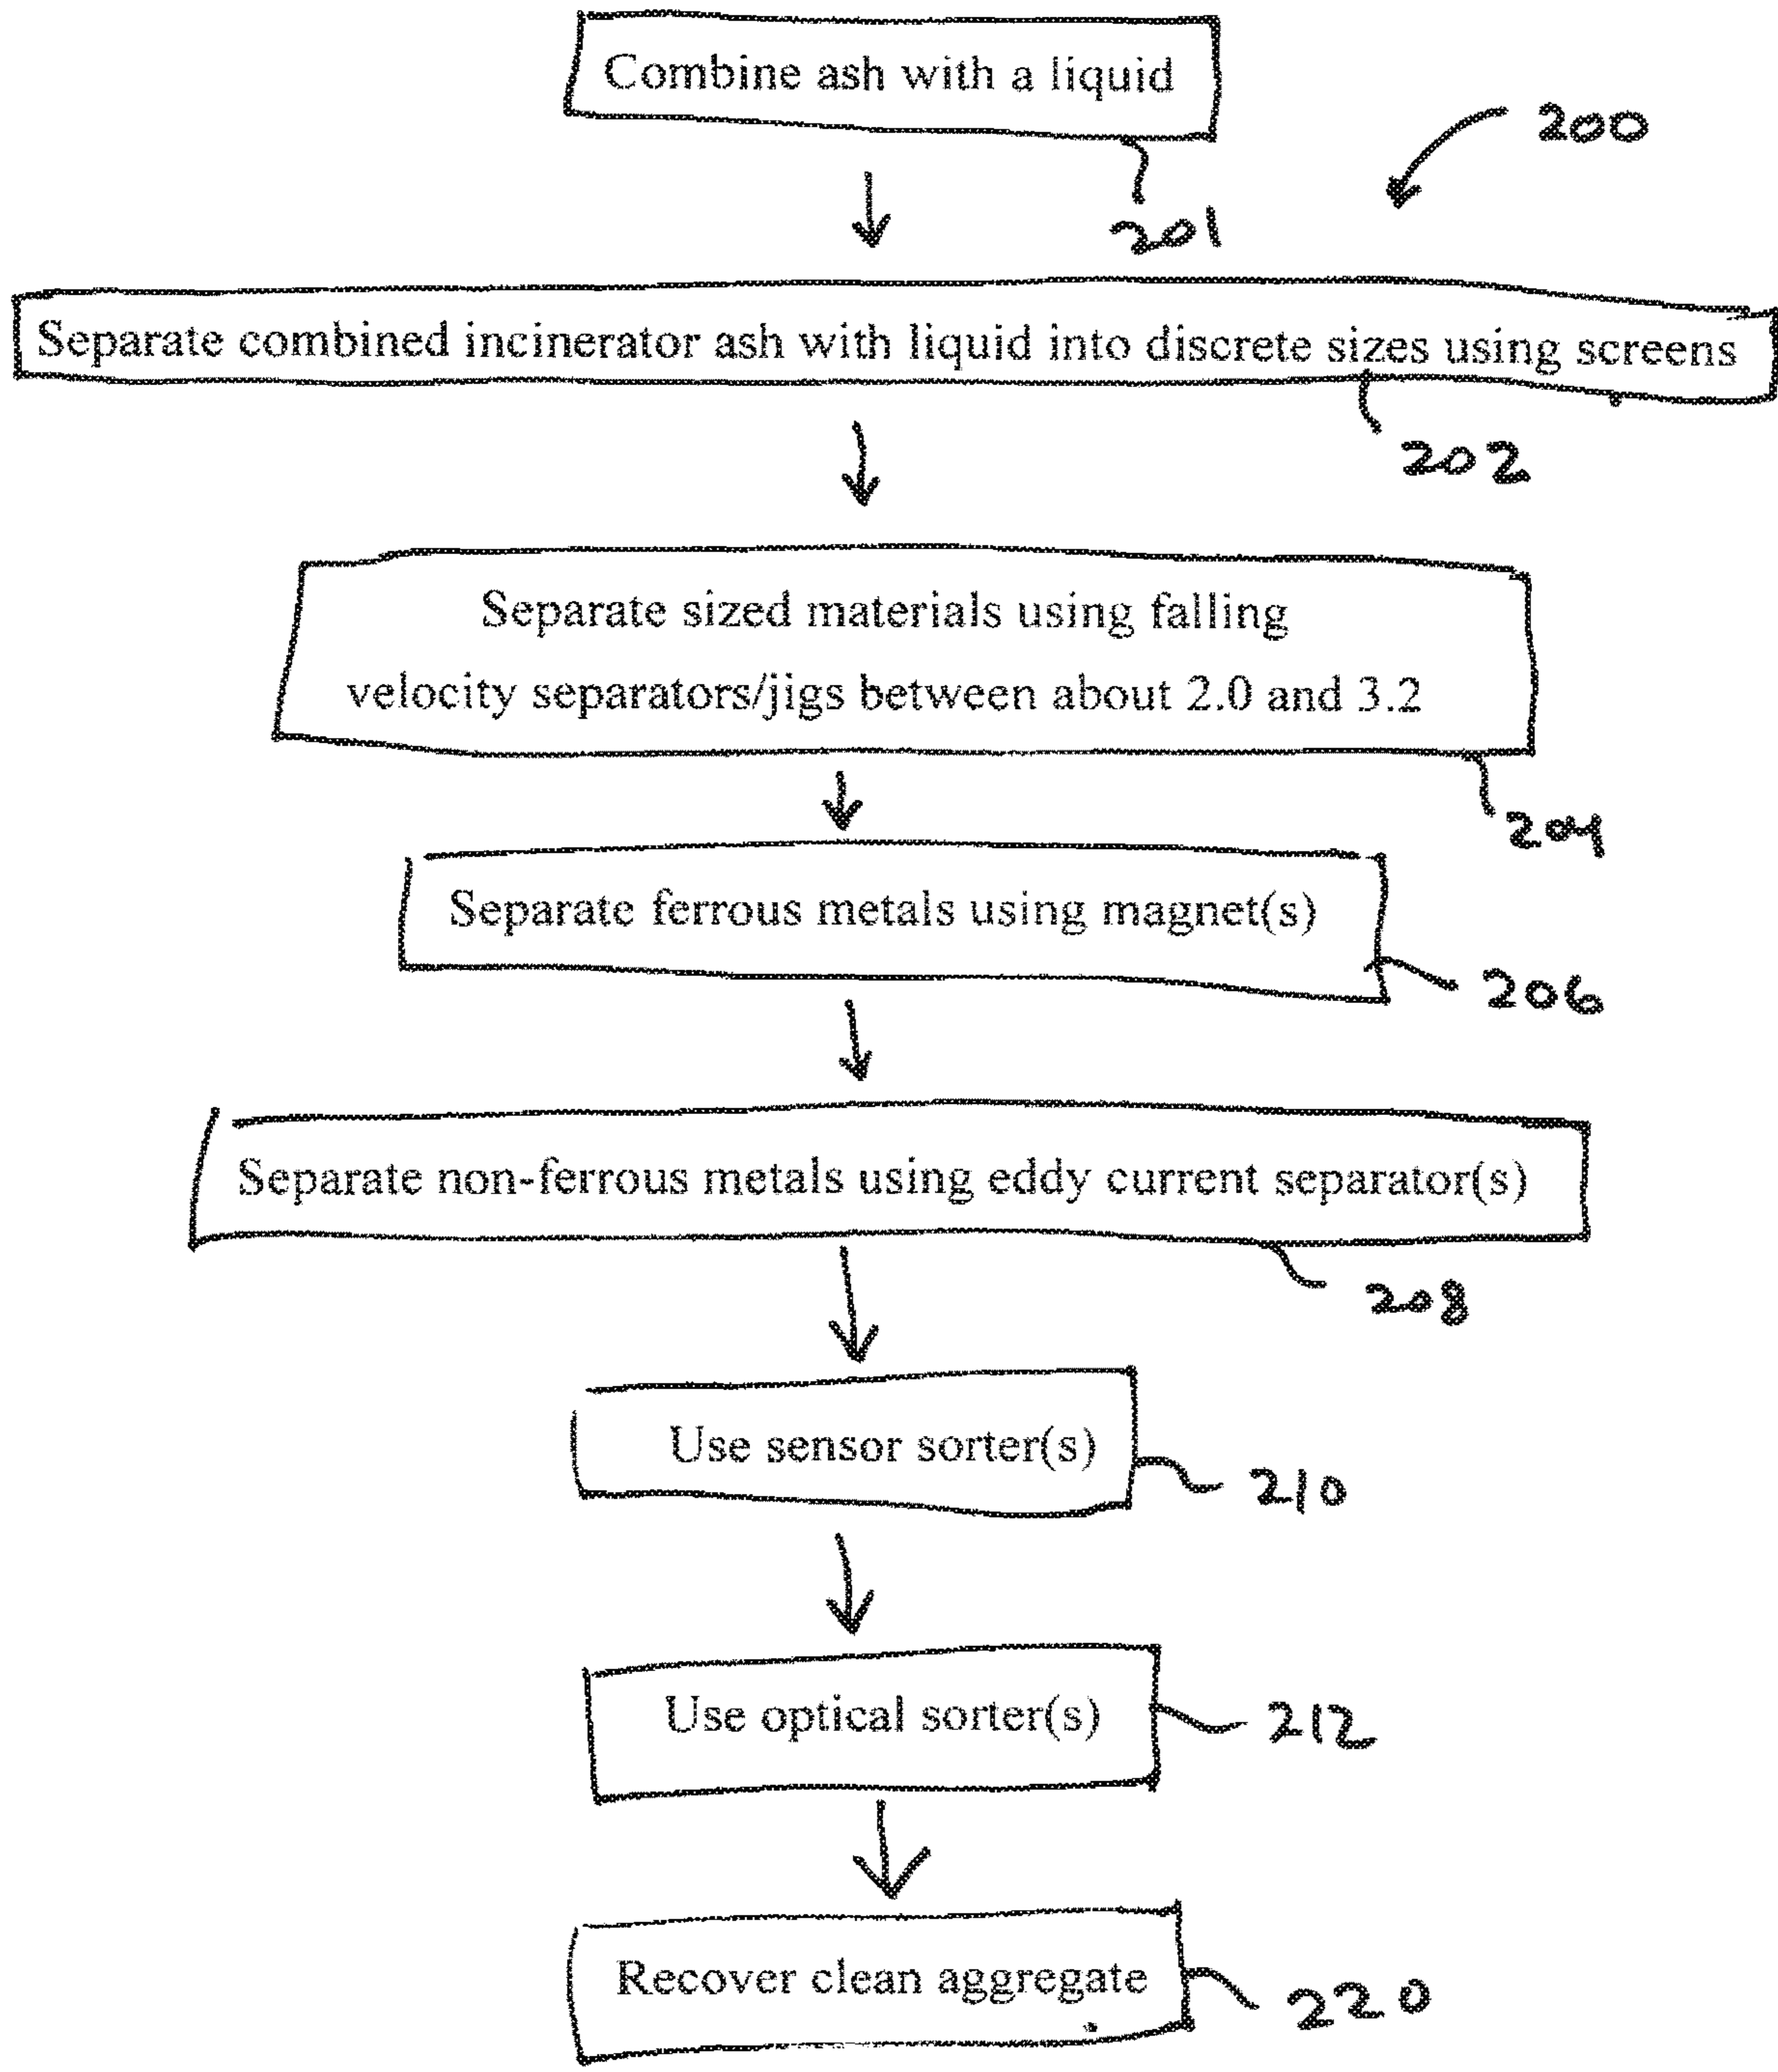 Combine ash with a liquid
200
201
Separate combined incinerator ash with liquid into discrete sizes using screens
202
Separate sized materials using falling
velocity separators/jigs between about 2.0 and 3.2
204
Separate ferrous metals using magnet(s)
206
Separate non-ferrous metals using eddy current separator(s)
208
Use sensor sorter(s)
210
Use optical sorter(s)
212
Recover clean aggregate
220